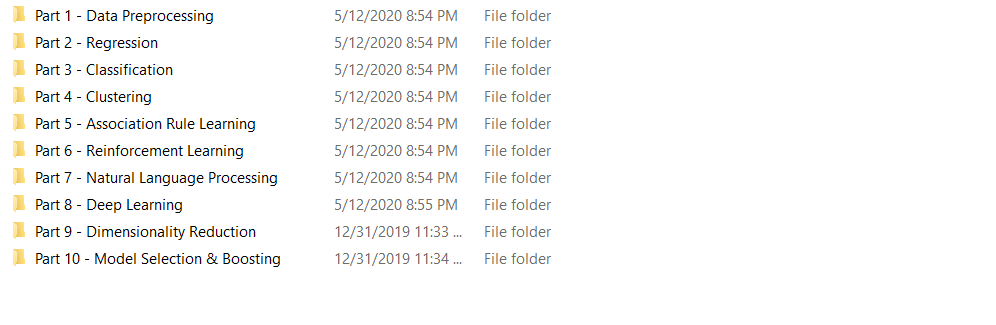 Part 1 - Data Preprocessing 5/12/2020 8:54 PM File folder
Part 2 - Regression 5/12/2020 8:54 PM File folder
Part 3 - Classification 5/12/2020 8:54 PM File folder
Part 4 - Clustering 5/12/2020 8:54 PM File folder
Part 5 - Association Rule Learning 5/12/2020 8:54 PM File folder
Part 6 - Reinforcement Learning 5/12/2020 8:54 PM File folder
Part 7 - Natural Language Processing 5/12/2020 8:54 PM File folder
Part 8 - Deep Learning 5/12/2020 8:55 PM File folder
Part 9 - Dimensionality Reduction 12/31/2019 11:33 ... File folder
Part 10 - Model Selection & Boosting 12/31/2019 11:34 ... File folder